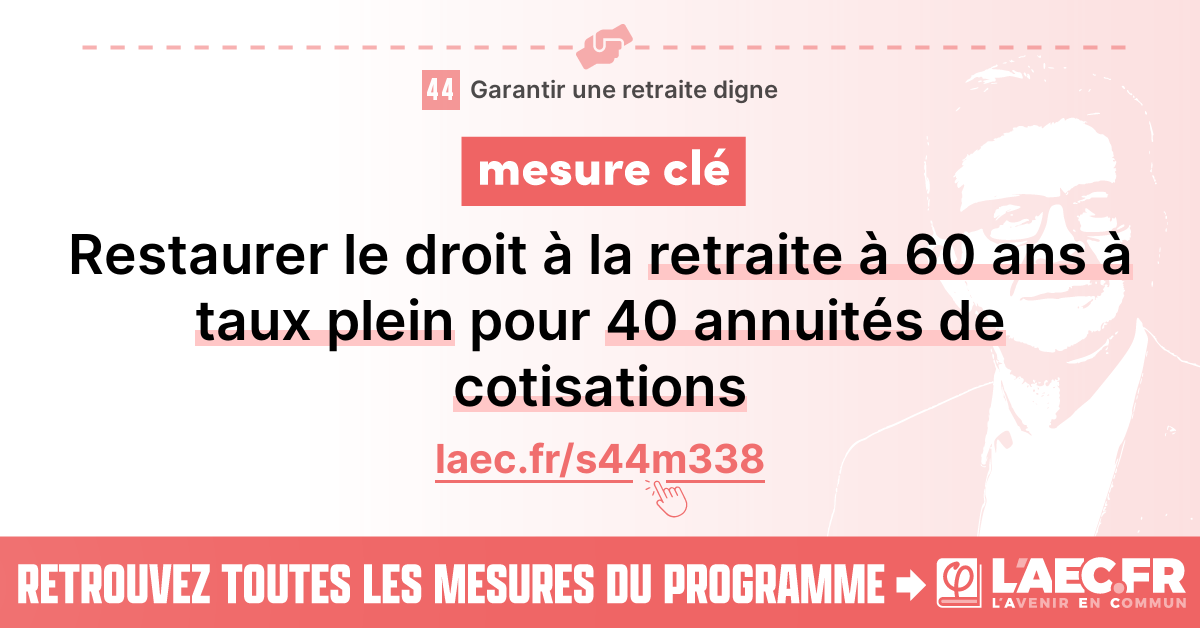 44 Garantir une retraite digne
mesure clé
Restaurer le droit à la retraite à 60 ans à
taux plein pour 40 annuités de
cotisations
laec.fr/s44m338
RETROUVEZ TOUTES LES MESURES DU PROGRAMME
φ L'AEC.FR
L'AVENIR EN COMMUN